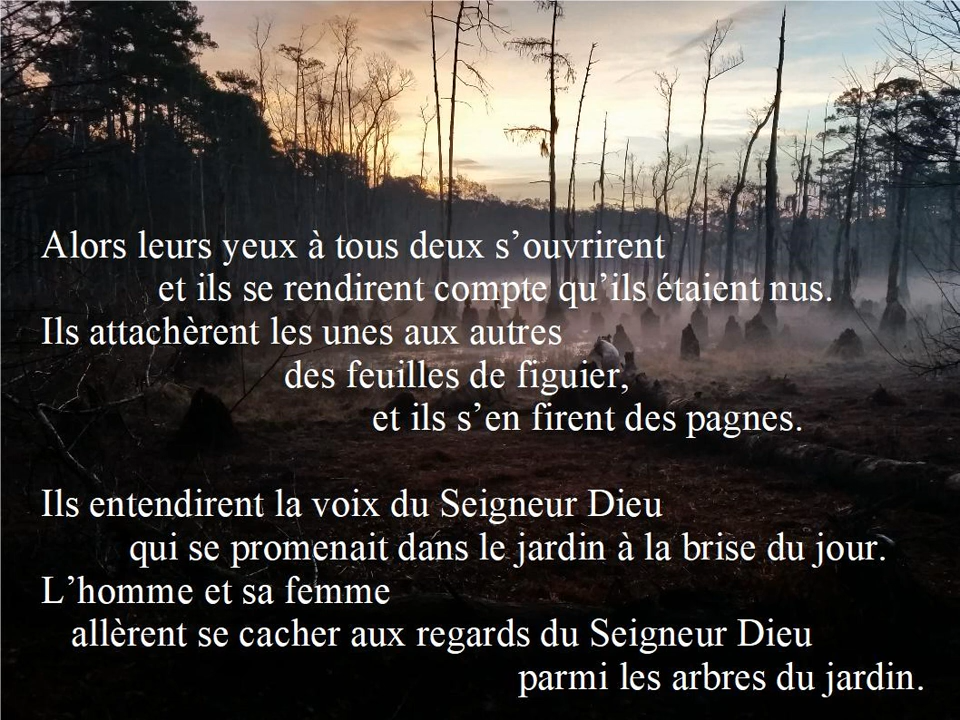 Alors leurs yeux à tous deux s’ouvrirent
et ils se rendirent compte qu’ils étaient nus.
Ils attachèrent les unes aux autres
des feuilles de figuier,
et ils s’en firent des pagnes.
Ils entendirent la voix du Seigneur Dieu
qui se promenait dans le jardin à la brise du jour.
L’homme et sa femme
allèrent se cacher aux regards du Seigneur Dieu
parmi les arbres du jardin.